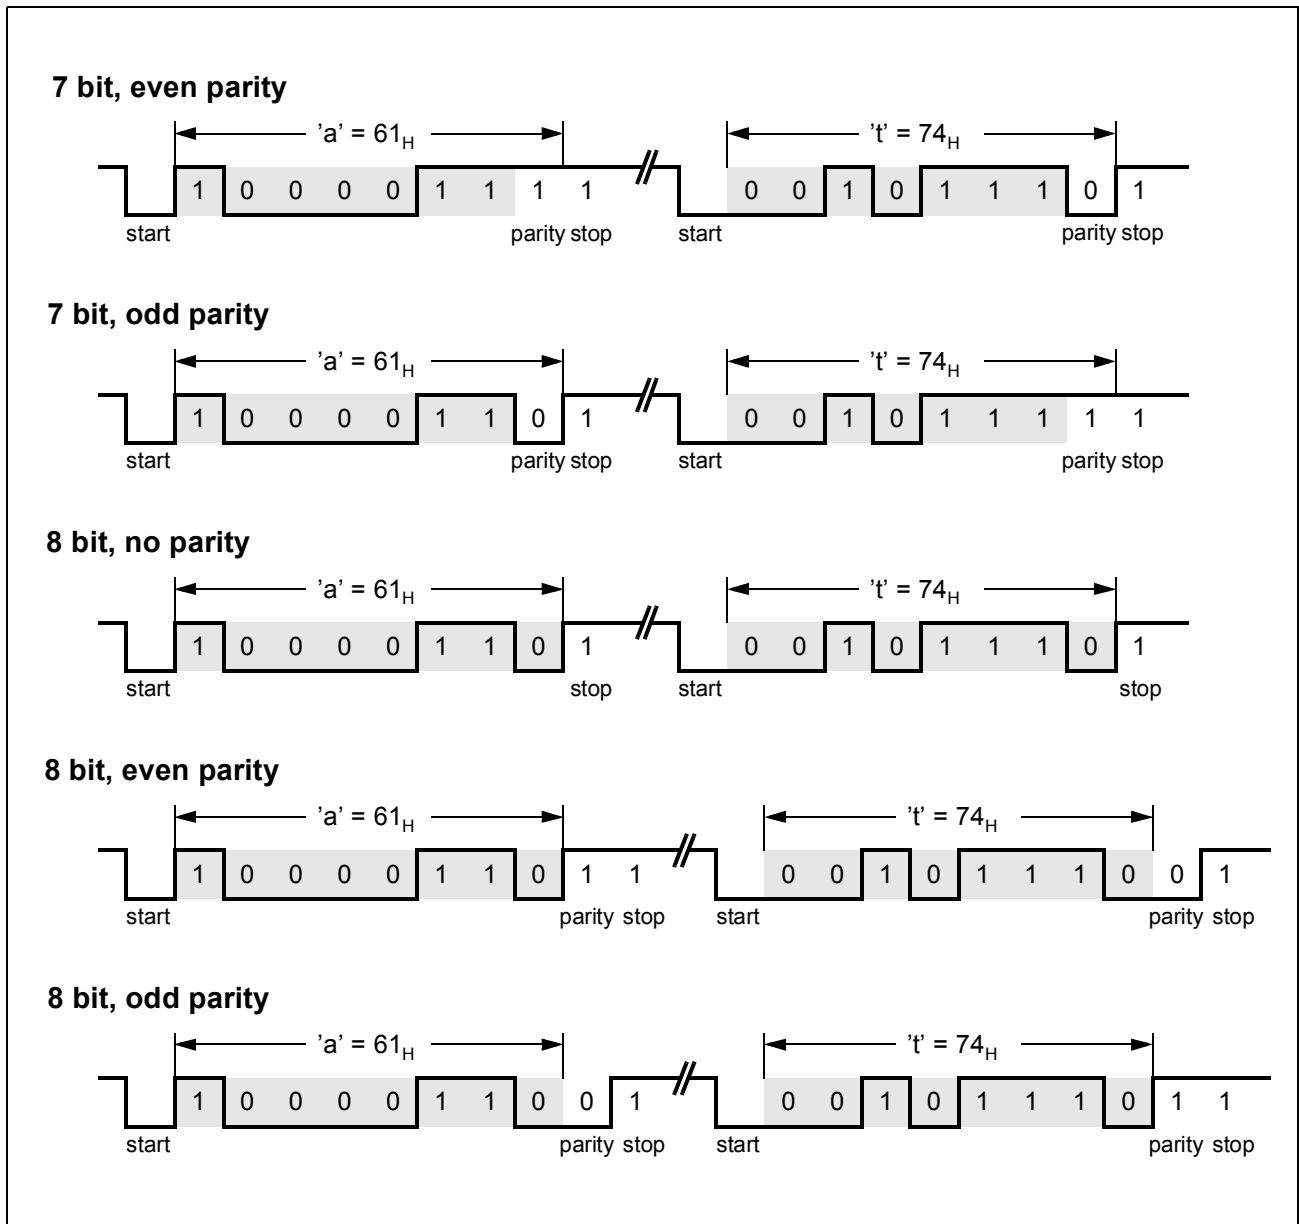 7 bit, even parity
’a’ = 61H ’t’ = 74H
1 0 0 0 0 1 1 1 1 0 0 1 0 1 1 1 0 1
start parity stop start parity stop
7 bit, odd parity
’a’ = 61H ’t’ = 74H
1 0 0 0 0 1 1 0 1 0 0 1 0 1 1 1 1 1
start parity stop start parity stop
8 bit, no parity
’a’ = 61H ’t’ = 74H
1 0 0 0 0 1 1 0 1 0 0 1 0 1 1 1 0 1
start stop start stop
8 bit, even parity
’a’ = 61H ’t’ = 74H
1 0 0 0 0 1 1 0 1 1 0 0 1 0 1 1 1 0 0 1
start parity stop start parity stop
8 bit, odd parity
’a’ = 61H ’t’ = 74H
1 0 0 0 0 1 1 0 0 1 0 0 1 0 1 1 1 0 1 1
start parity stop start parity stop